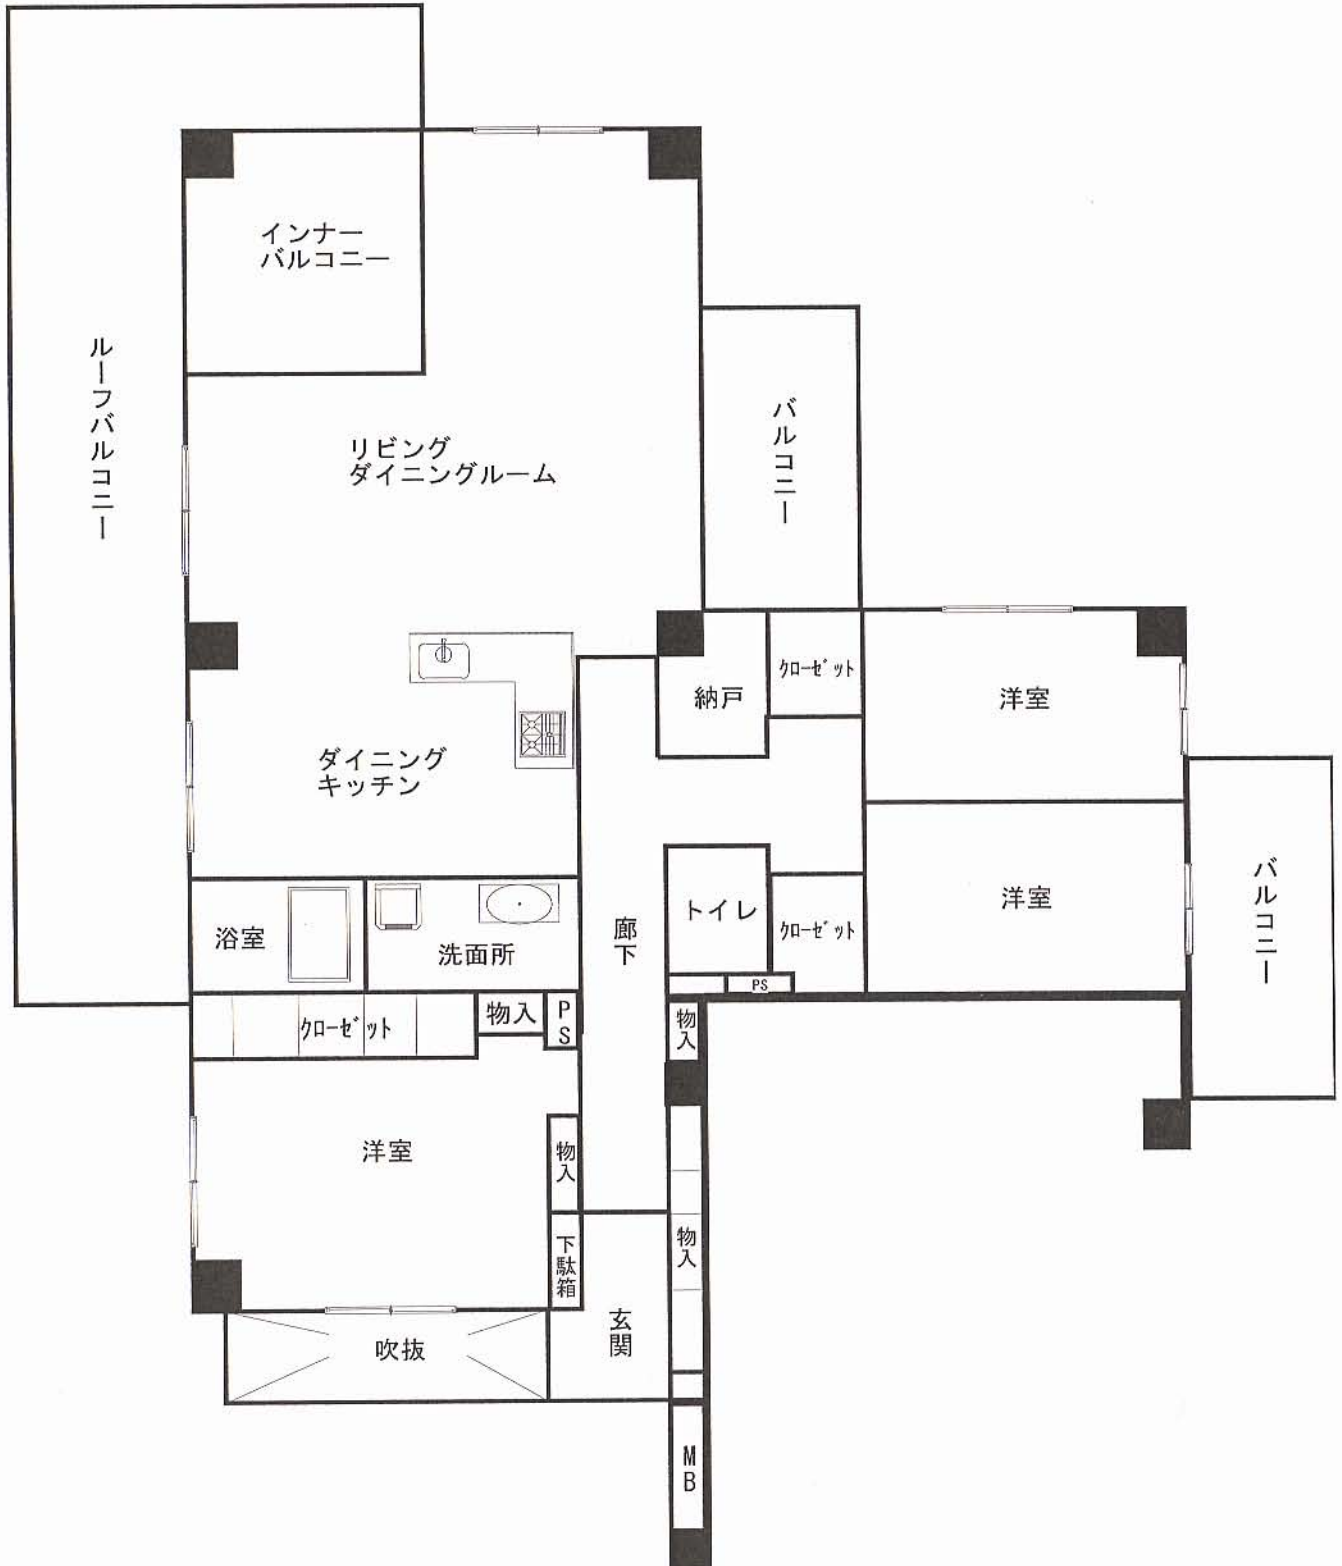 インナー
バルコニー
ルーフバルコニー
リビング
ダイニングルーム
バルコニー
納戸
クローゼット
洋室
ダイニング
キッチン
洋室
バルコニー
トイレ
クローゼット
廊下
浴室
洗面所
PS
クローゼット
物入
PS
物入
洋室
物入
物入
下駄箱
玄関
吹抜
MB